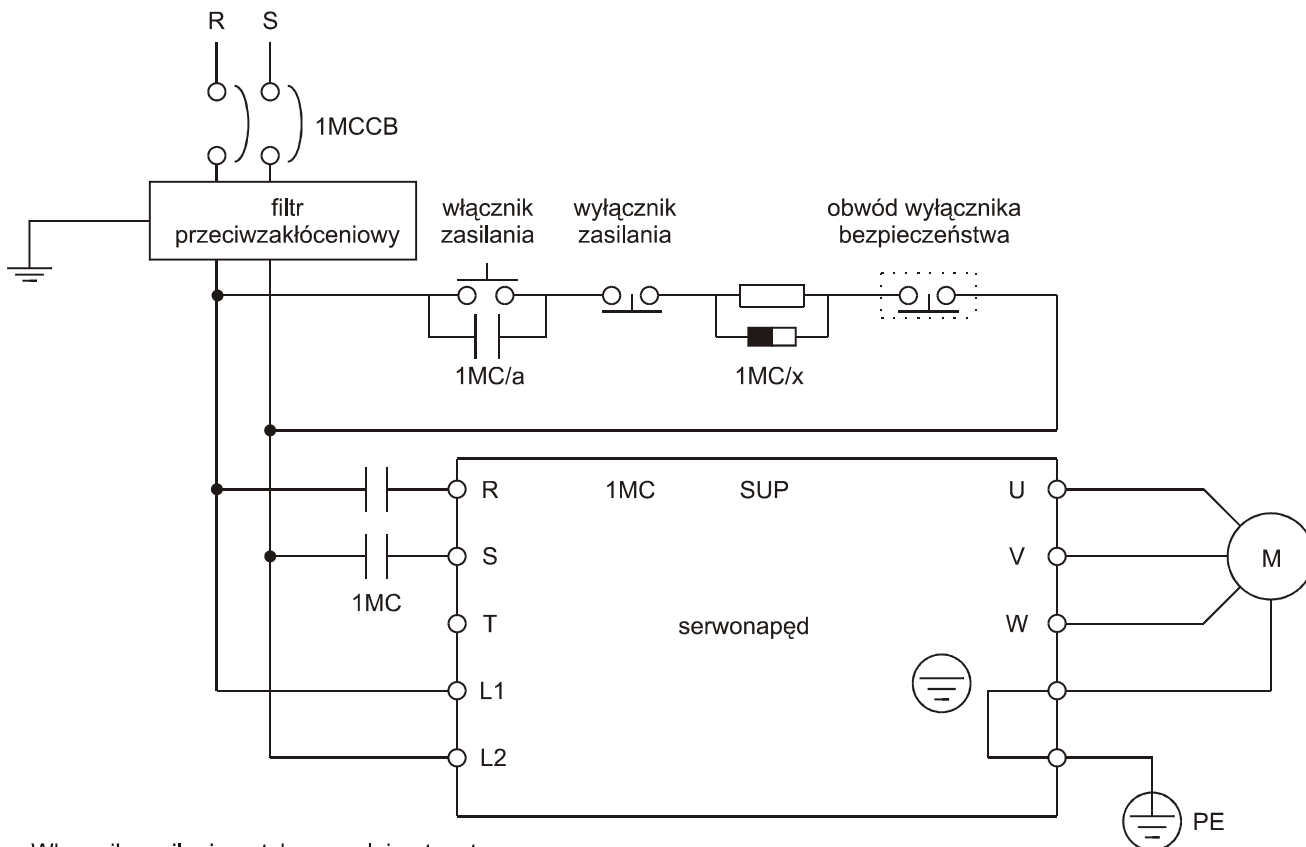 R S
1MCCB
filtr
przeciwzakłóceniowy
włącznik
zasilania
wyłącznik
zasilania
obwód wyłącznika
bezpieczeństwa
1MC/a
1MC/x
R
1MC
SUP
U
S
V
M
1MC
T
serwonapęd
W
L1
L2
PE